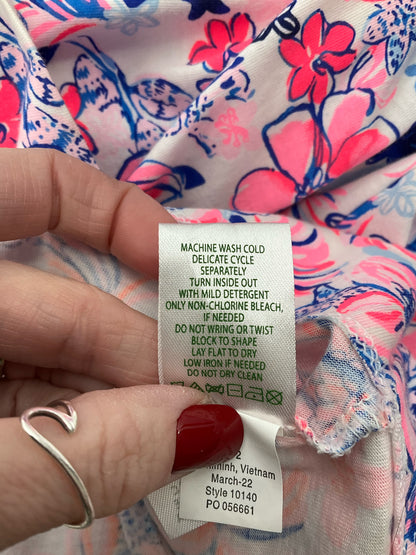 MACHINE WASH COLD
DELICATE CYCLE
SEPARATELY
TURN INSIDE OUT
WITH MILD DETERGENT
ONLY NON-CHLORINE BLEACH,
IF NEEDED
DO NOT WRING OR TWIST
BLOCK TO SHAPE
LAY FLAT TO DRY
LOW IRON IF NEEDED
DO NOT DRY CLEAN
2
minh, Vietnam
March-22
Style 10140
PO 056661